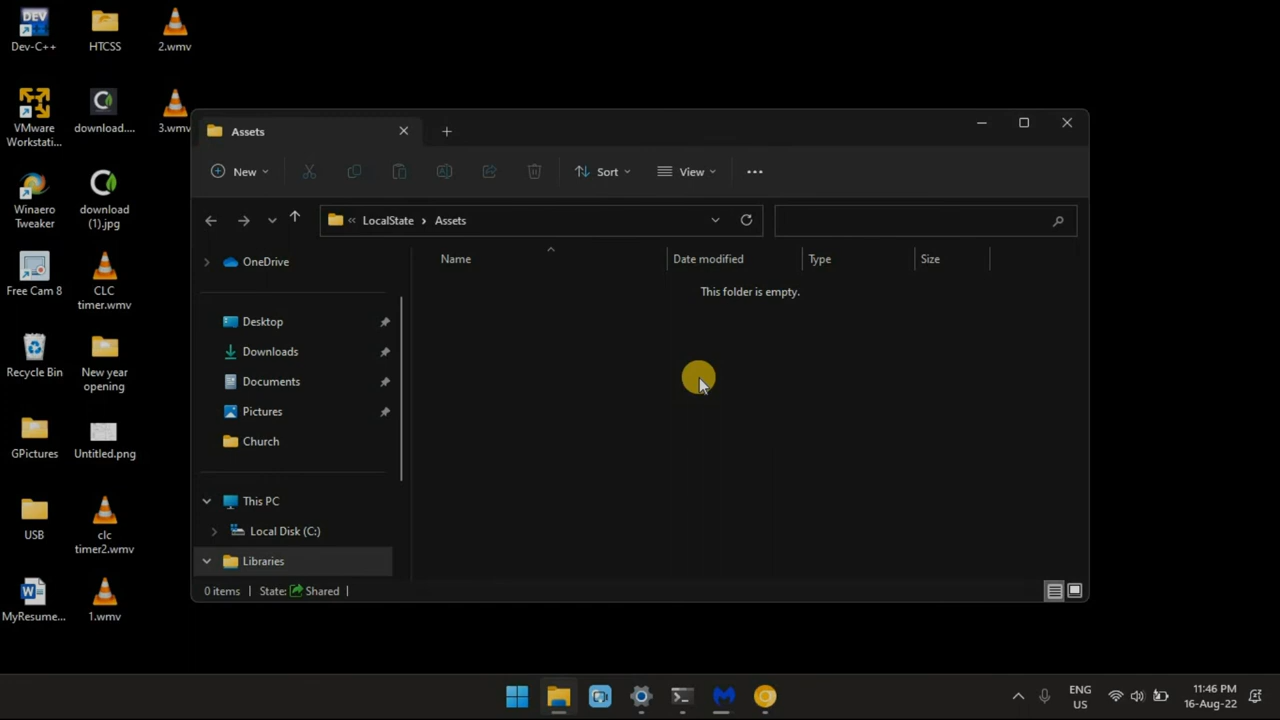 Dev-C++
HTCSS
2.wmv
VMware
Workstati...
download....
3.wmv
Winaero
Tweaker
download
(1).jpg
Free Cam 8
CLC
timer.wmv
Recycle Bin
New year
opening
GPictures
Untitled.png
USB
clc
timer2.wmv
MyResume...
1.wmv
Assets
New
Sort
View
LocalState
Assets
Name
Date modified
Type
Size
This folder is empty.
OneDrive
Desktop
Downloads
Documents
Pictures
Church
This PC
Local Disk (C:)
Libraries
0 items
State:
Shared
ENG
US
11:46 PM
16-Aug-22